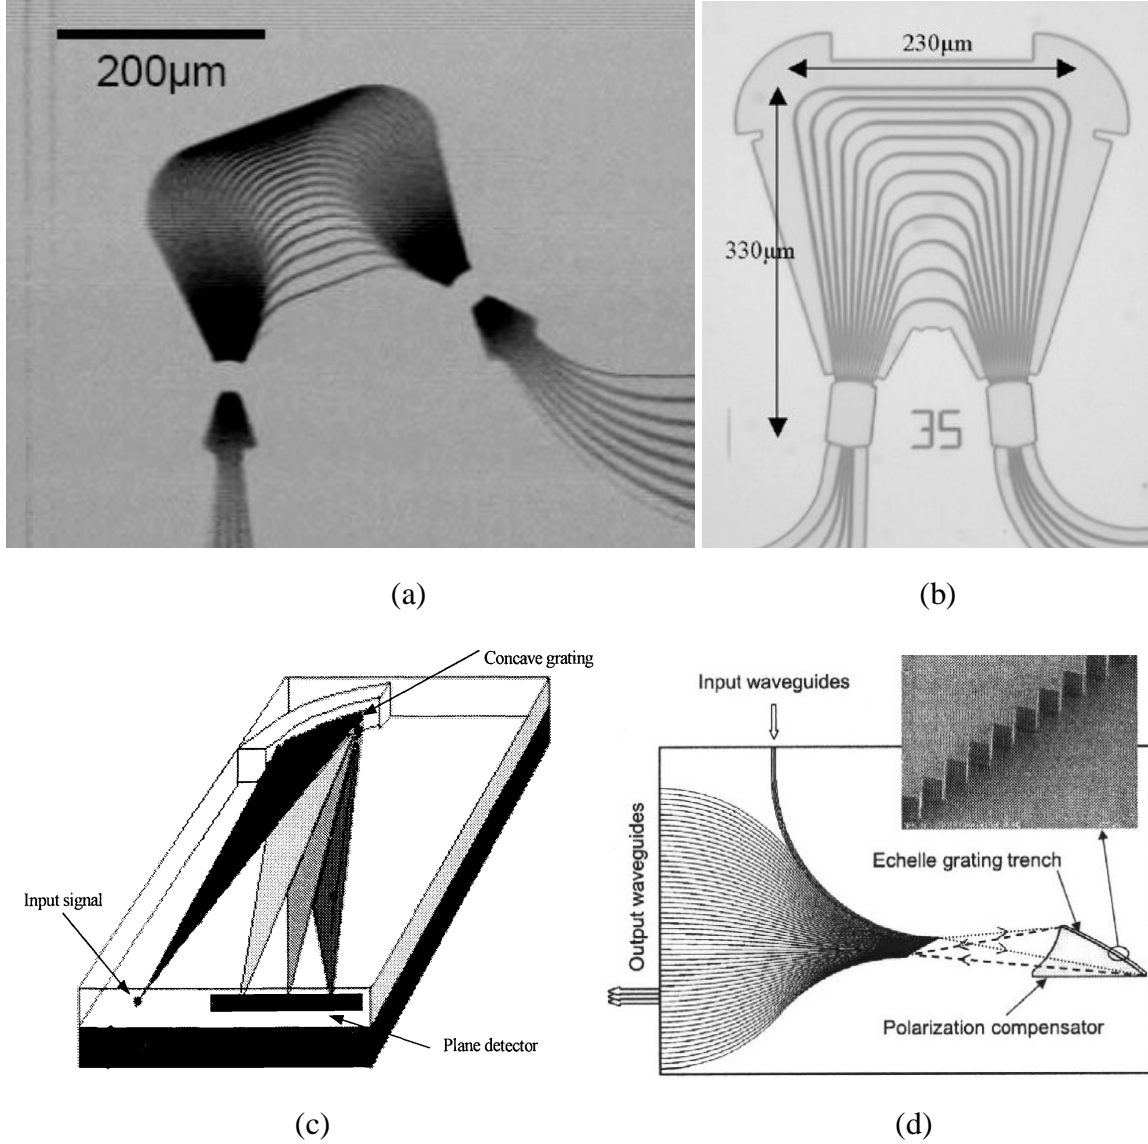 200µm
(a)
230µm
330µm
35
(b)
Concave grating
Input signal
Plane detector
(c)
Input waveguides
Output waveguides
Echelle grating trench
Polarization compensator
(d)